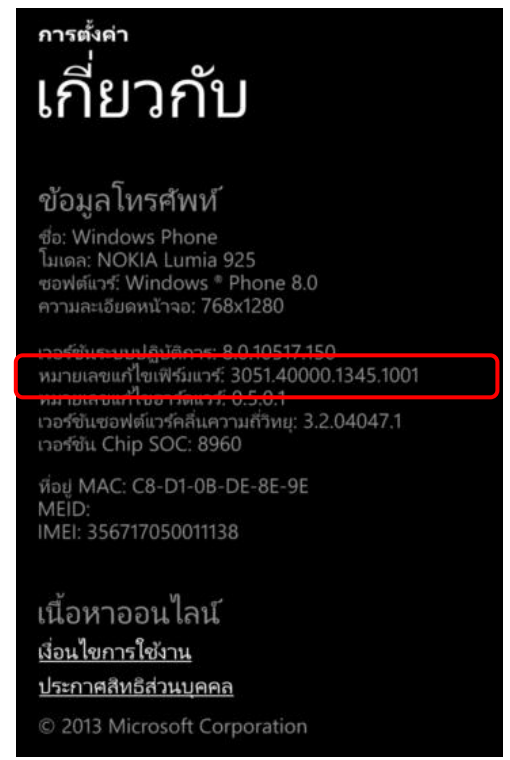 การตั้งค่า
เกี่ยวกับ
ข้อมูลโทรศัพท์
ชื่อ: Windows Phone
โมเดล: NOKIA Lumia 925
ซอฟต์แวร์: Windows ® Phone 8.0
ความละเอียดหน้าจอ: 768x1280
เวอร์ชันระบบปฏิบัติการ: 8.0.10517.150
หมายเลขแก้ไขเฟิร์มแวร์: 3051.40000.1345.1001
หมายเลขแก้ไขฮาร์ดแวร์: 0.5.0.1
เวอร์ชันซอฟต์แวร์คลื่นความถี่วิทยุ: 3.2.04047.1
เวอร์ชัน Chip SOC: 8960
ที่อยู่ MAC: C8-D1-0B-DE-8E-9E
MEID:
IMEI: 356717050011138
เนื้อหาออนไลน์
เงื่อนไขการใช้งาน
ประกาศสิทธิส่วนบุคคล
© 2013 Microsoft Corporation